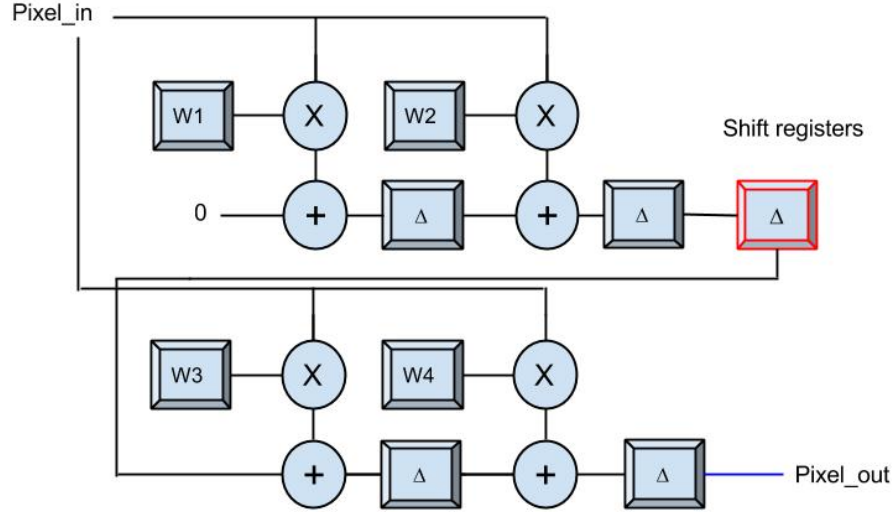 Pixel_in
W1
X
W2
X
Shift registers
0
+
Δ
+
Δ
Δ
W3
X
W4
X
+
Δ
+
Δ
Pixel_out